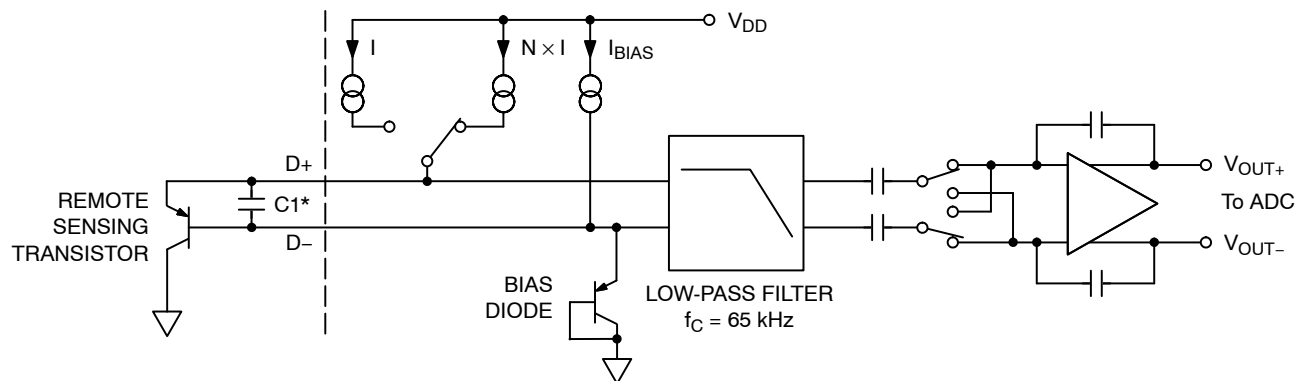 V_DD
I
N × I
I_BIAS
D+
REMOTE
SENSING
TRANSISTOR
C1*
D−
BIAS
DIODE
LOW-PASS FILTER
f_C = 65 kHz
V_OUT+
To ADC
V_OUT−